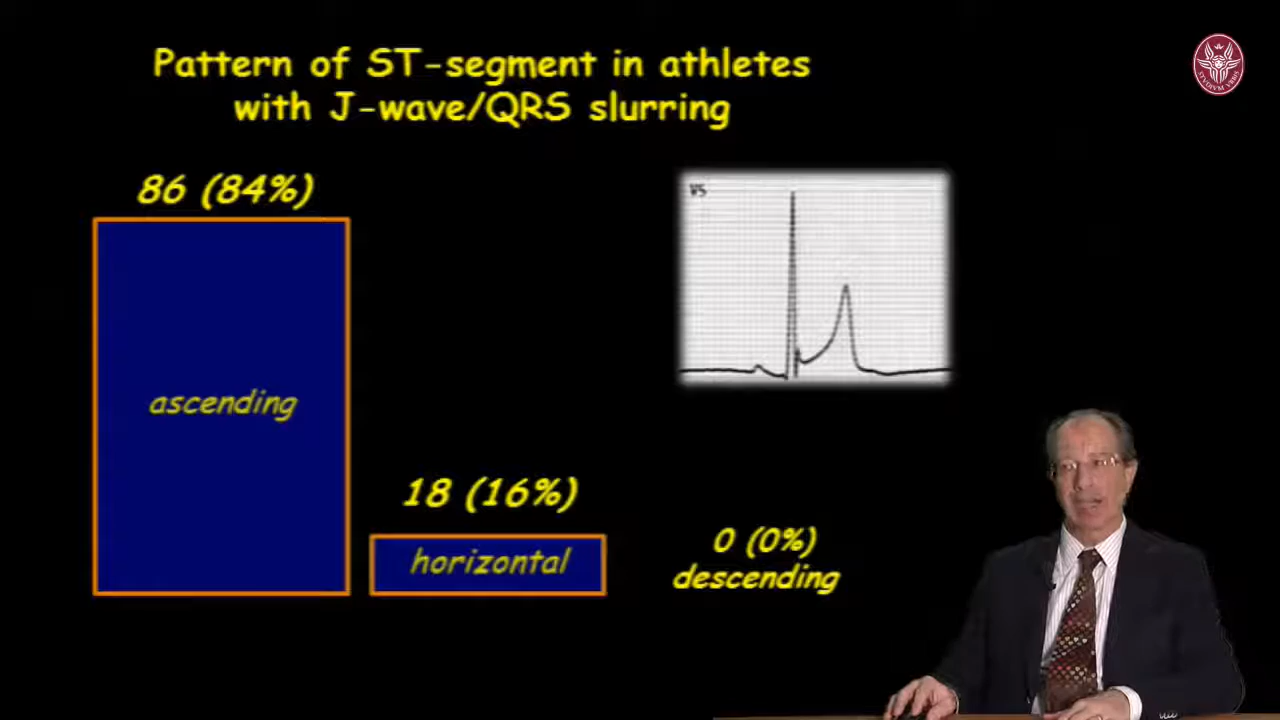 Pattern of ST-segment in athletes
with J-wave/QRS slurring
86 (84%)
V5
ascending
18 (16%)
horizontal
0 (0%)
descending